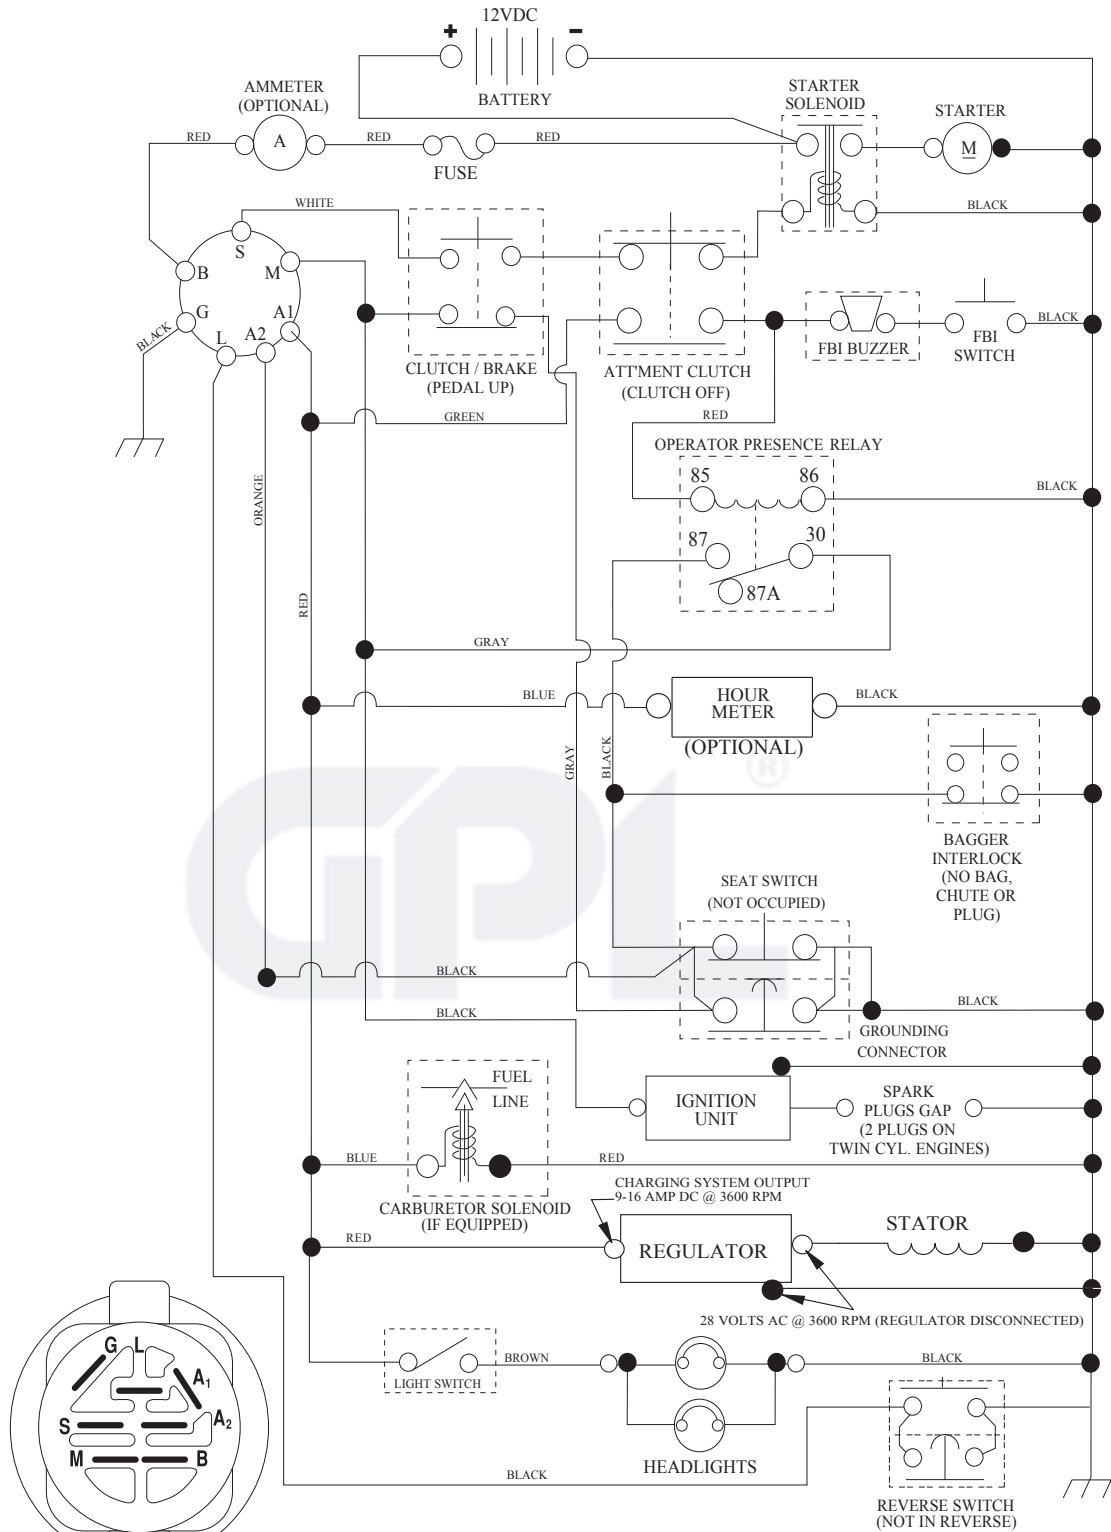 12VDC
+
-
BATTERY
AMMETER
(OPTIONAL)
A
RED
RED
FUSE
RED
STARTER
SOLENOID
STARTER
M
BLACK
WHITE
S
B
M
G
A1
L
A2
BLACK
CLUTCH / BRAKE
(PEDAL UP)
ATT'MENT CLUTCH
(CLUTCH OFF)
FBI BUZZER
FBI
SWITCH
BLACK
GREEN
RED
OPERATOR PRESENCE RELAY
85
86
BLACK
87
30
87A
ORANGE
RED
GRAY
BLUE
HOUR
METER
(OPTIONAL)
BLACK
GRAY
BLACK
®
GPL
BAGGER
INTERLOCK
(NO BAG,
CHUTE OR
PLUG)
SEAT SWITCH
(NOT OCCUPIED)
BLACK
BLACK
BLACK
GROUNDING
CONNECTOR
FUEL
LINE
IGNITION
UNIT
SPARK
PLUGS GAP
(2 PLUGS ON
TWIN CYL. ENGINES)
BLUE
RED
CARBURETOR SOLENOID
(IF EQUIPPED)
CHARGING SYSTEM OUTPUT
9-16 AMP DC @ 3600 RPM
RED
REGULATOR
STATOR
28 VOLTS AC @ 3600 RPM (REGULATOR DISCONNECTED)
LIGHT SWITCH
BROWN
BLACK
HEADLIGHTS
BLACK
REVERSE SWITCH
(NOT IN REVERSE)
G L
A1
A2
S
M
B